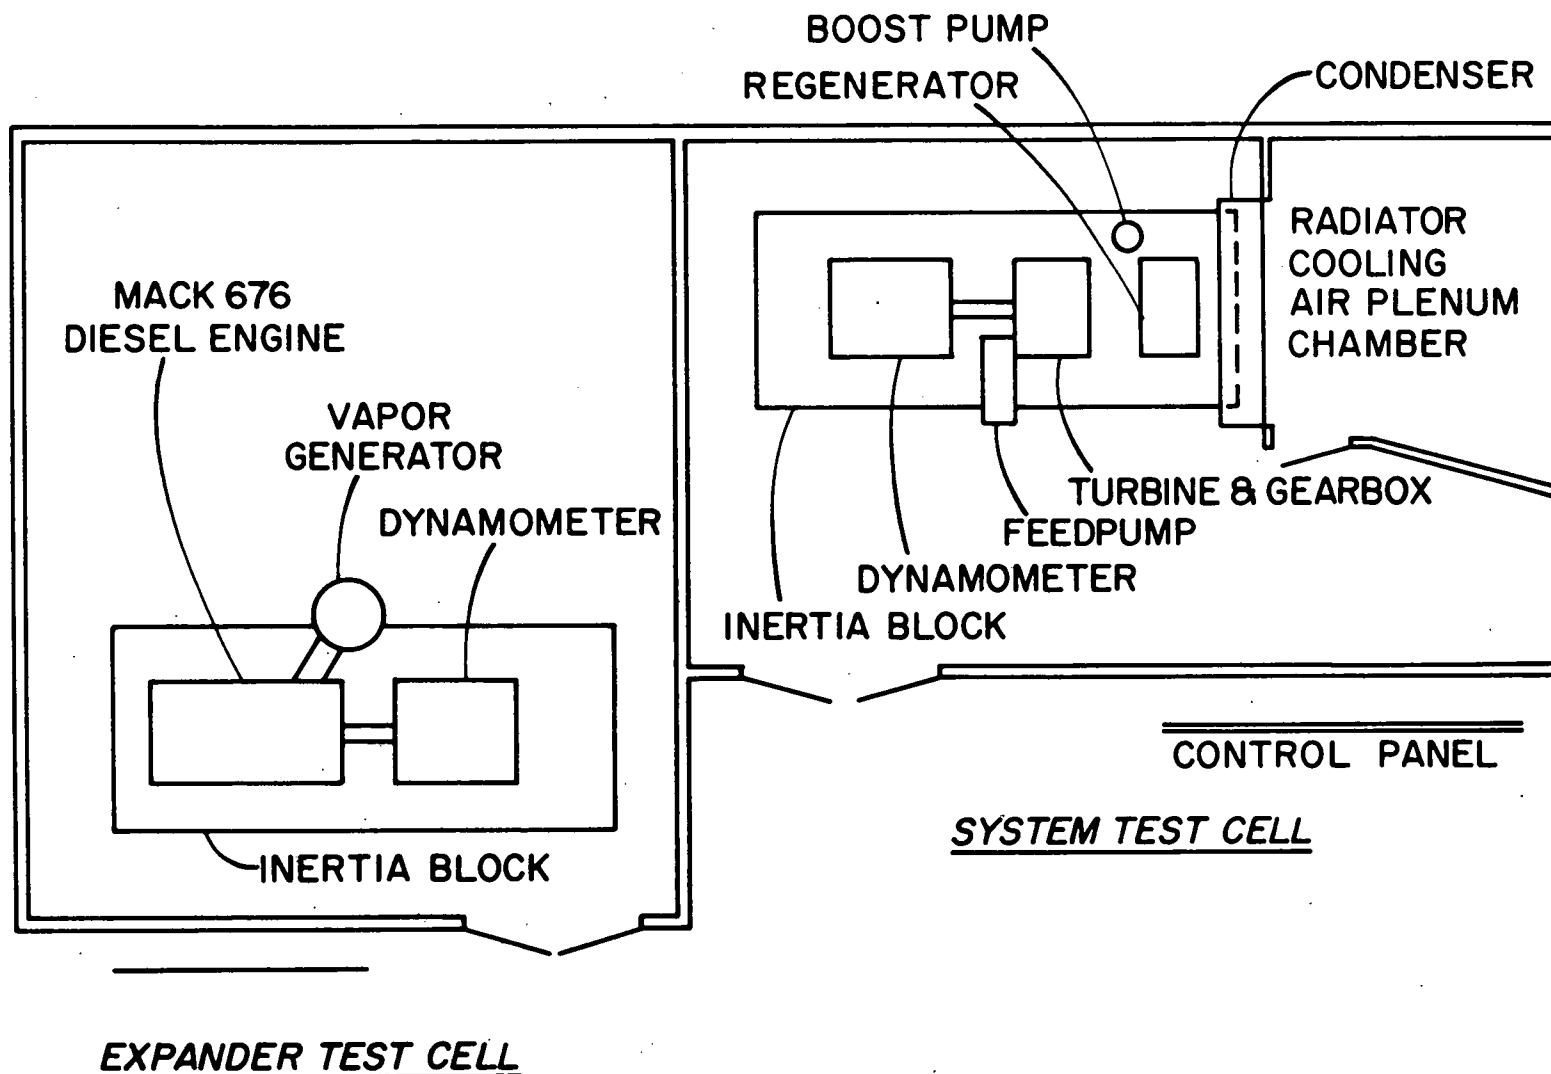 BOOST PUMP
REGENERATOR
CONDENSER
RADIATOR
COOLING
AIR PLENUM
CHAMBER
MACK 676
DIESEL ENGINE
VAPOR
GENERATOR
DYNAMOMETER
TURBINE & GEARBOX
FEEDPUMP
DYNAMOMETER
INERTIA BLOCK
CONTROL PANEL
SYSTEM TEST CELL
INERTIA BLOCK
EXPANDER TEST CELL